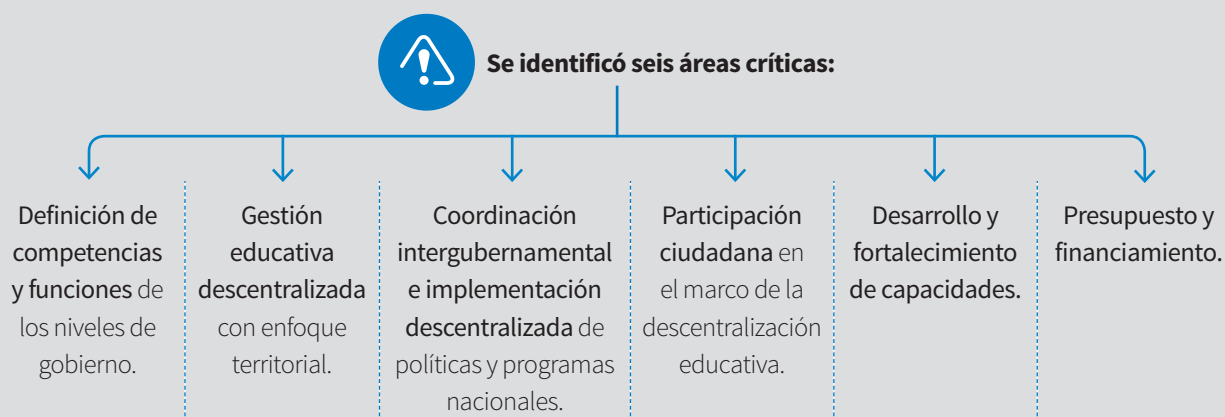 Se identificó seis áreas críticas:
Definición de
competencias
y funciones de
los niveles de
gobierno.
Gestión
educativa
descentralizada
con enfoque
territorial.
Coordinación
intergubernamental
e implementación
descentralizada de
políticas y programas
nacionales.
Participación
ciudadana en
el marco de la
descentralización
educativa.
Desarrollo y
fortalecimiento
de capacidades.
Presupuesto y
financiamiento.